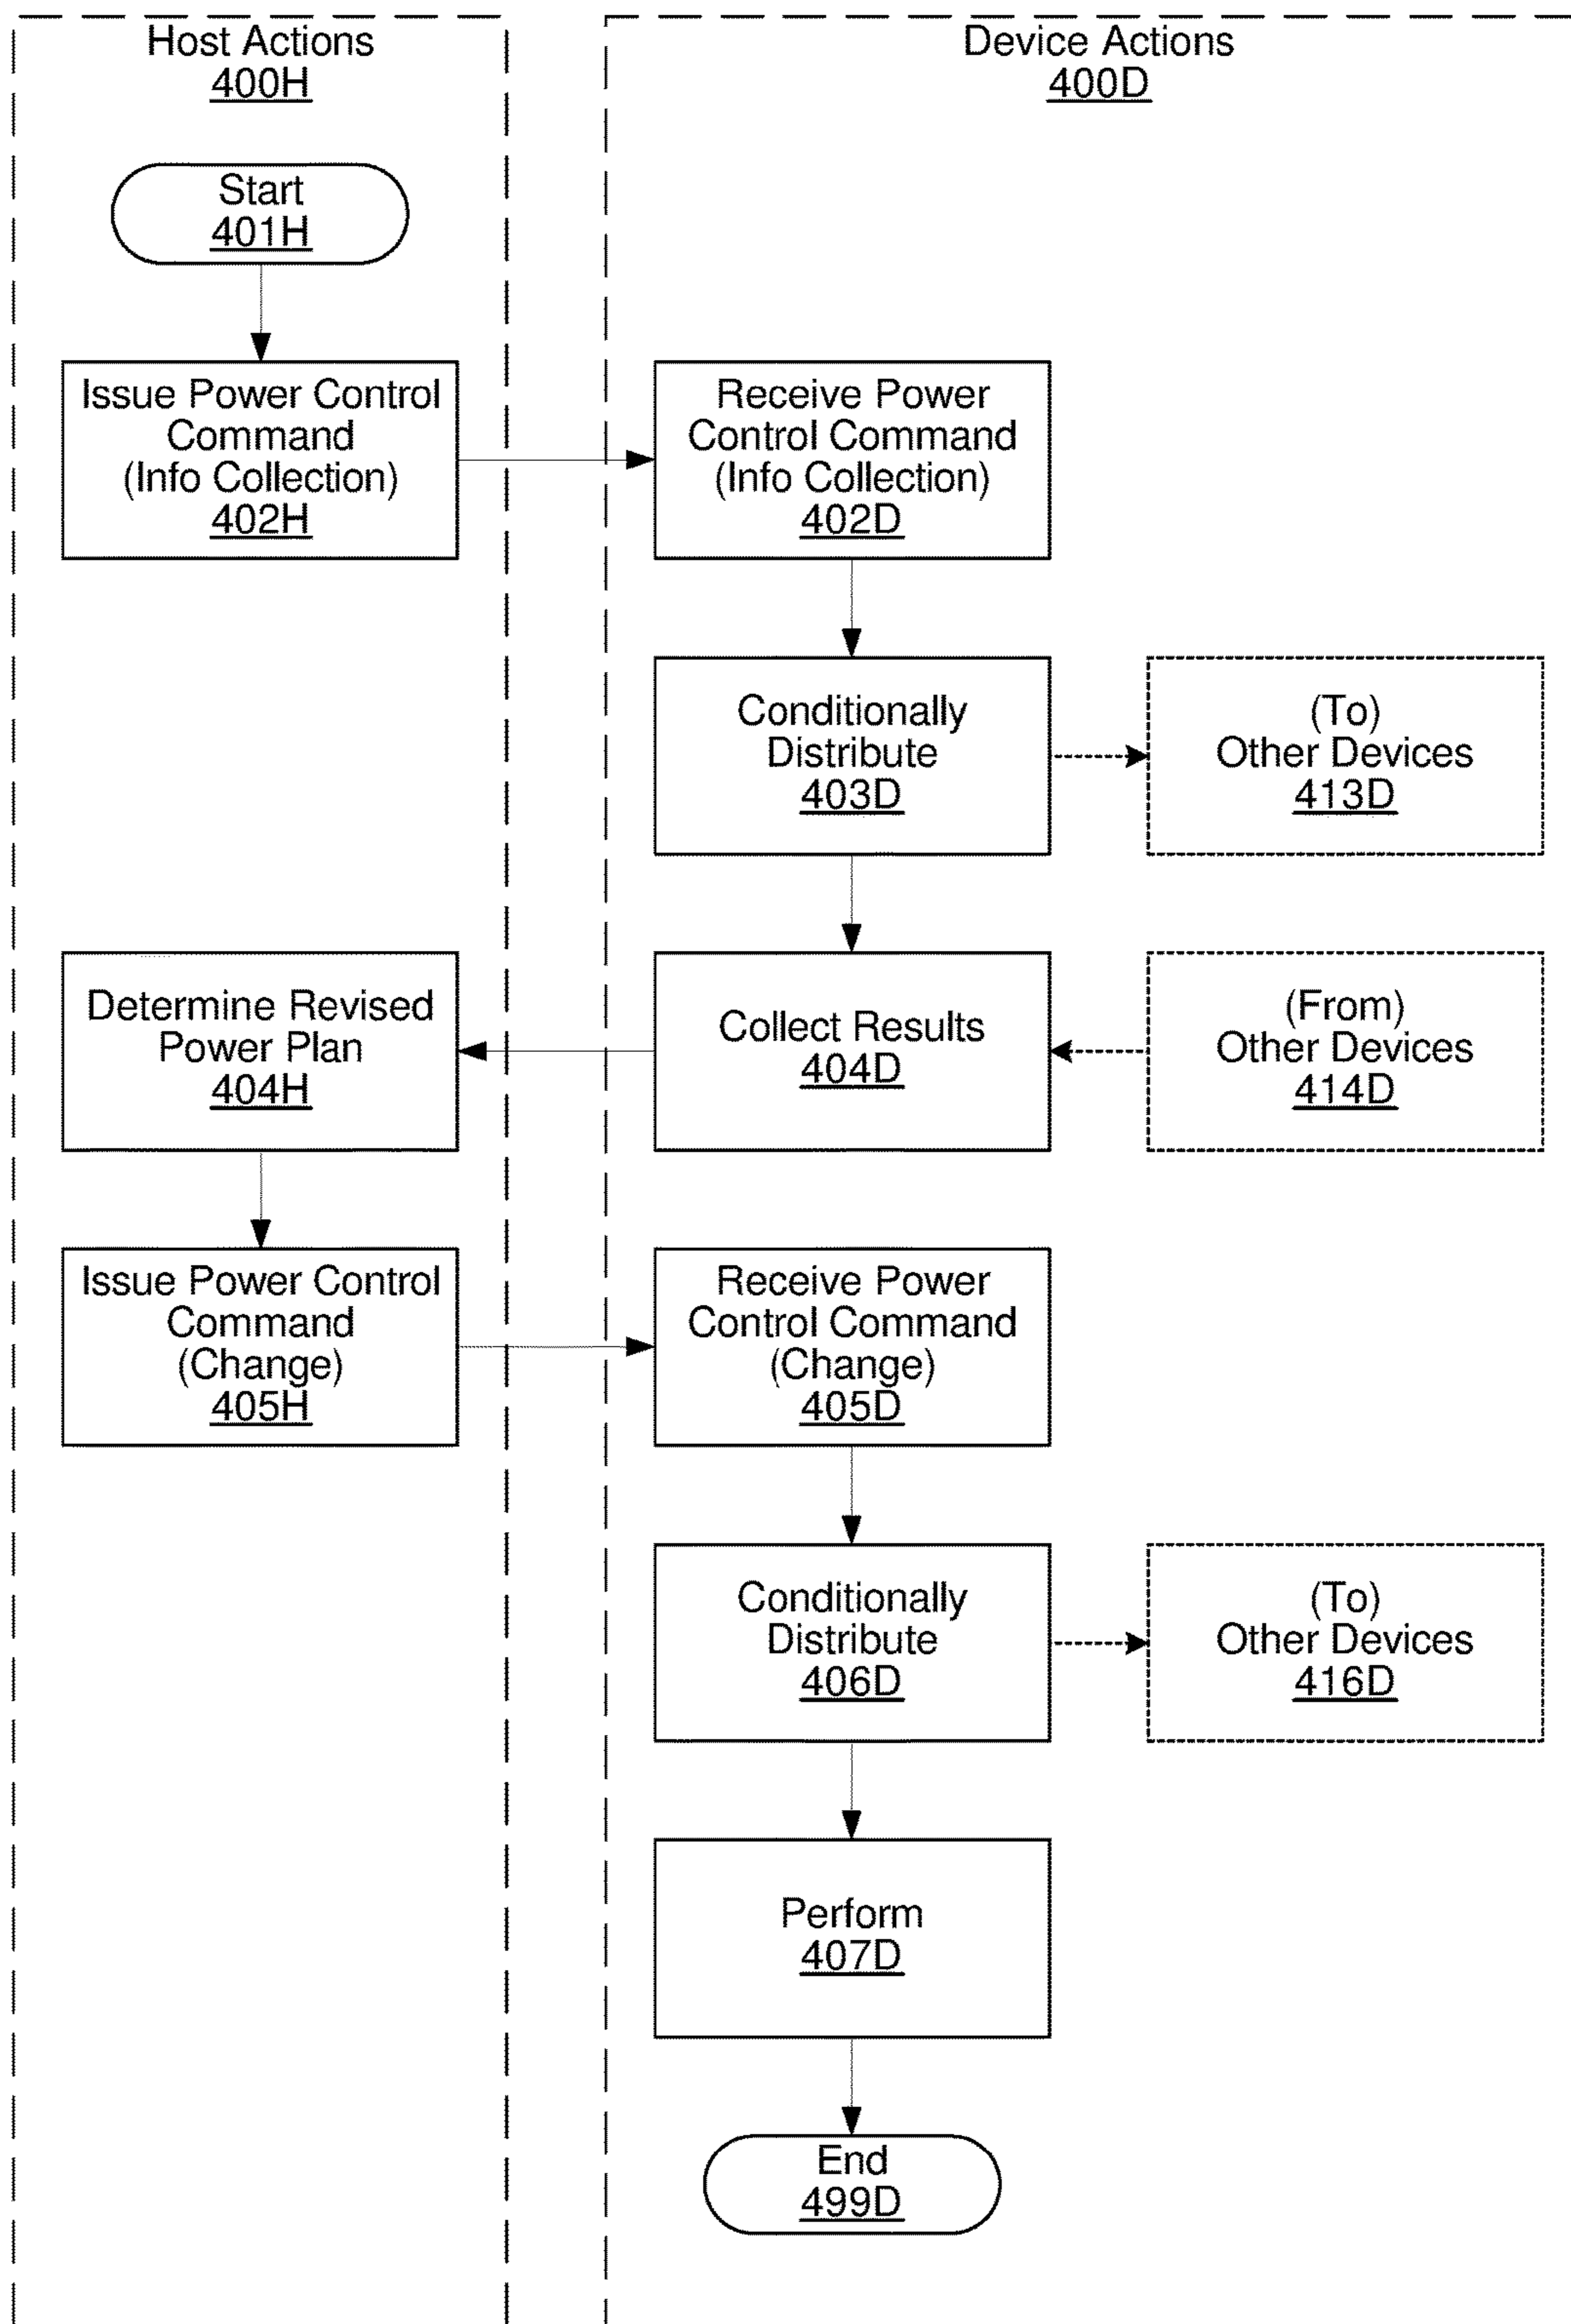 Host Actions
400H
Device Actions
400D
Start
401H
Issue Power Control
Command
(Info Collection)
402H
Receive Power
Control Command
(Info Collection)
402D
Conditionally
Distribute
403D
(To)
Other Devices
413D
Determine Revised
Power Plan
404H
Collect Results
404D
(From)
Other Devices
414D
Issue Power Control
Command
(Change)
405H
Receive Power
Control Command
(Change)
405D
Conditionally
Distribute
406D
(To)
Other Devices
416D
Perform
407D
End
499D